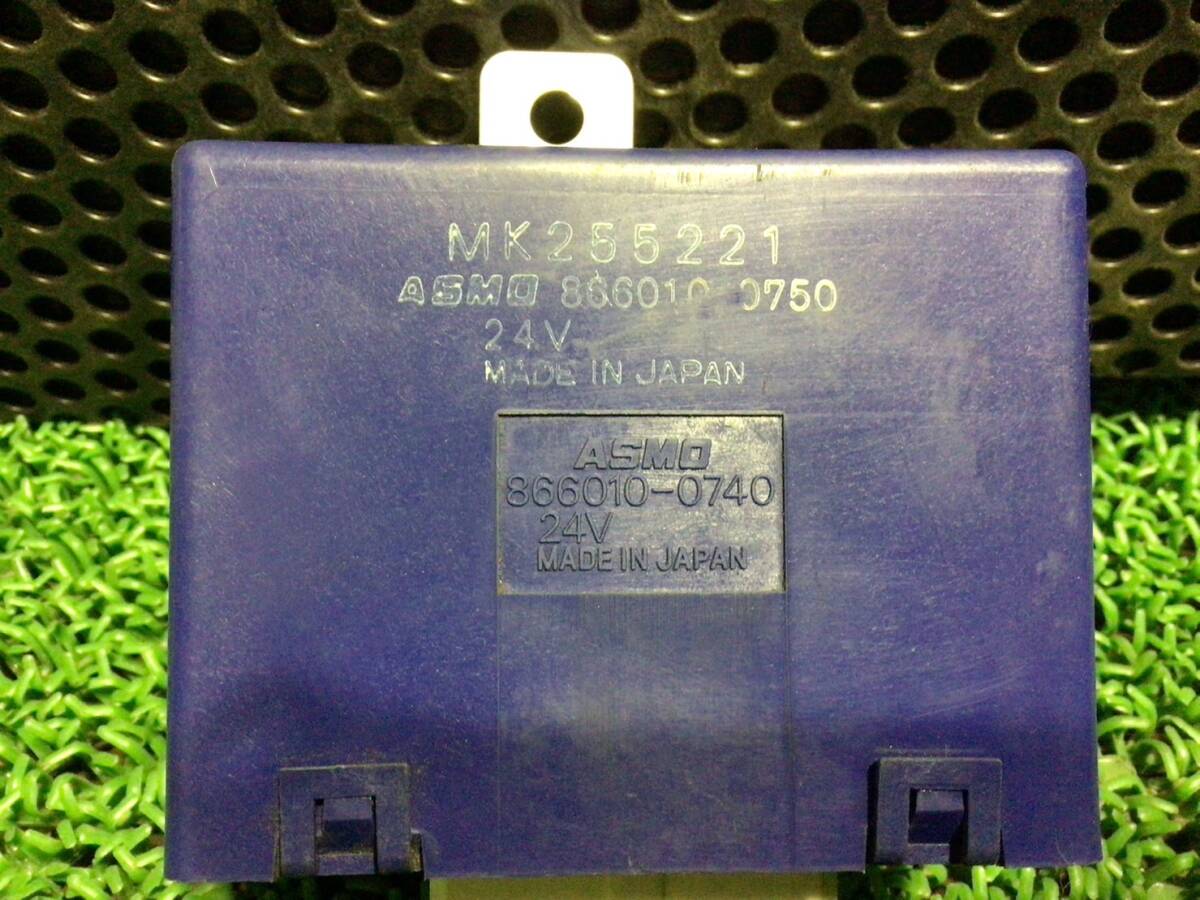 MK255221
ASMO 866010-0750
24V
MADE IN JAPAN
ASMO
866010-0740
24V
MADE IN JAPAN